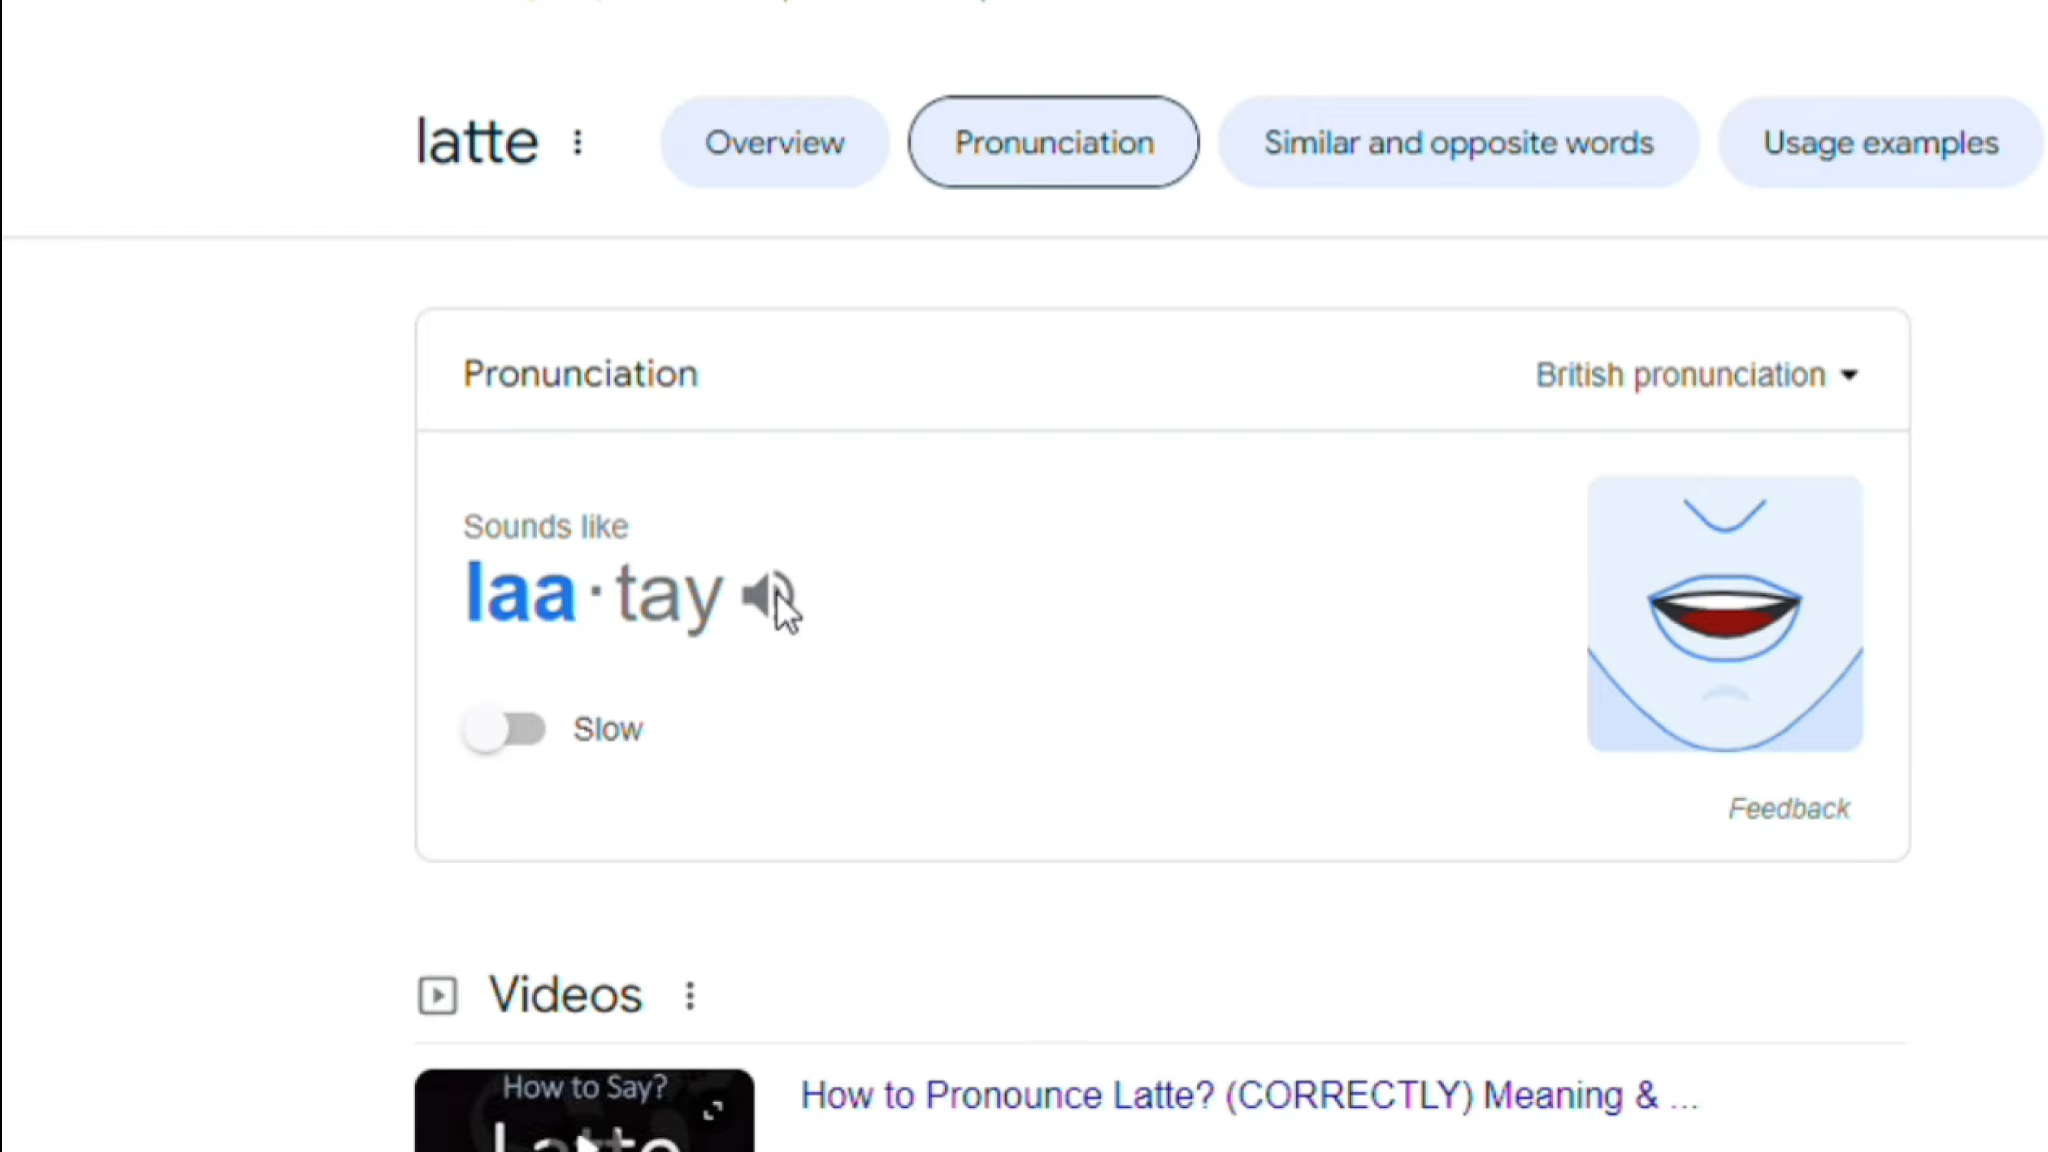 latte
Overview
Pronunciation
Similar and opposite words
Usage examples
Pronunciation
British pronunciation
Sounds like
laa·tay
Slow
Feedback
Videos
How to Say?
Latte
How to Pronounce Latte? (CORRECTLY) Meaning & ...